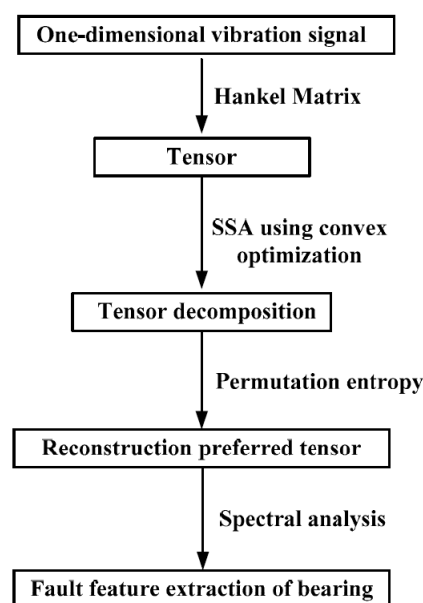 One-dimensional vibration signal
Hankel Matrix
Tensor
SSA using convex
optimization
Tensor decomposition
Permutation entropy
Reconstruction preferred tensor
Spectral analysis
Fault feature extraction of bearing